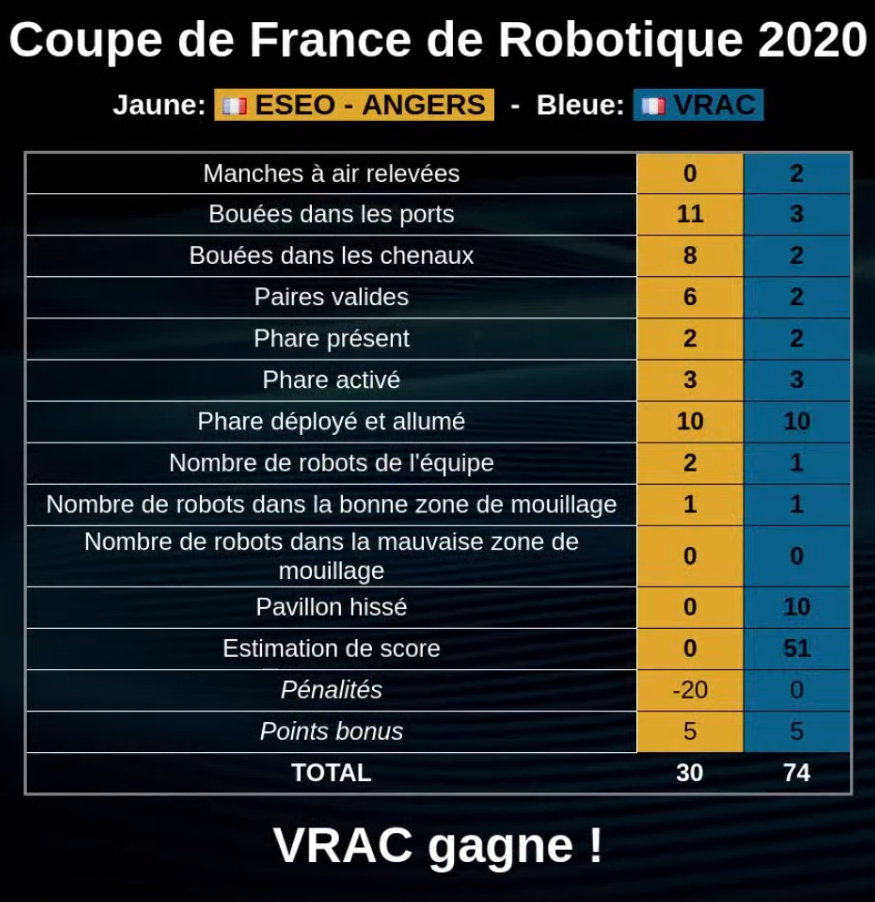 Coupe de France de Robotique 2020
Jaune: ESEO - ANGERS - Bleue: VRAC
Manches à air relevées 0 2
Bouées dans les ports 11 3
Bouées dans les chenaux 8 2
Paires valides 6 2
Phare présent 2 2
Phare activé 3 3
Phare déployé et allumé 10 10
Nombre de robots de l'équipe 2 1
Nombre de robots dans la bonne zone de mouillage 1 1
Nombre de robots dans la mauvaise zone de
mouillage 0 0
Pavillon hissé 0 10
Estimation de score 0 51
Pénalités -20 0
Points bonus 5 5
TOTAL 30 74
VRAC gagne !